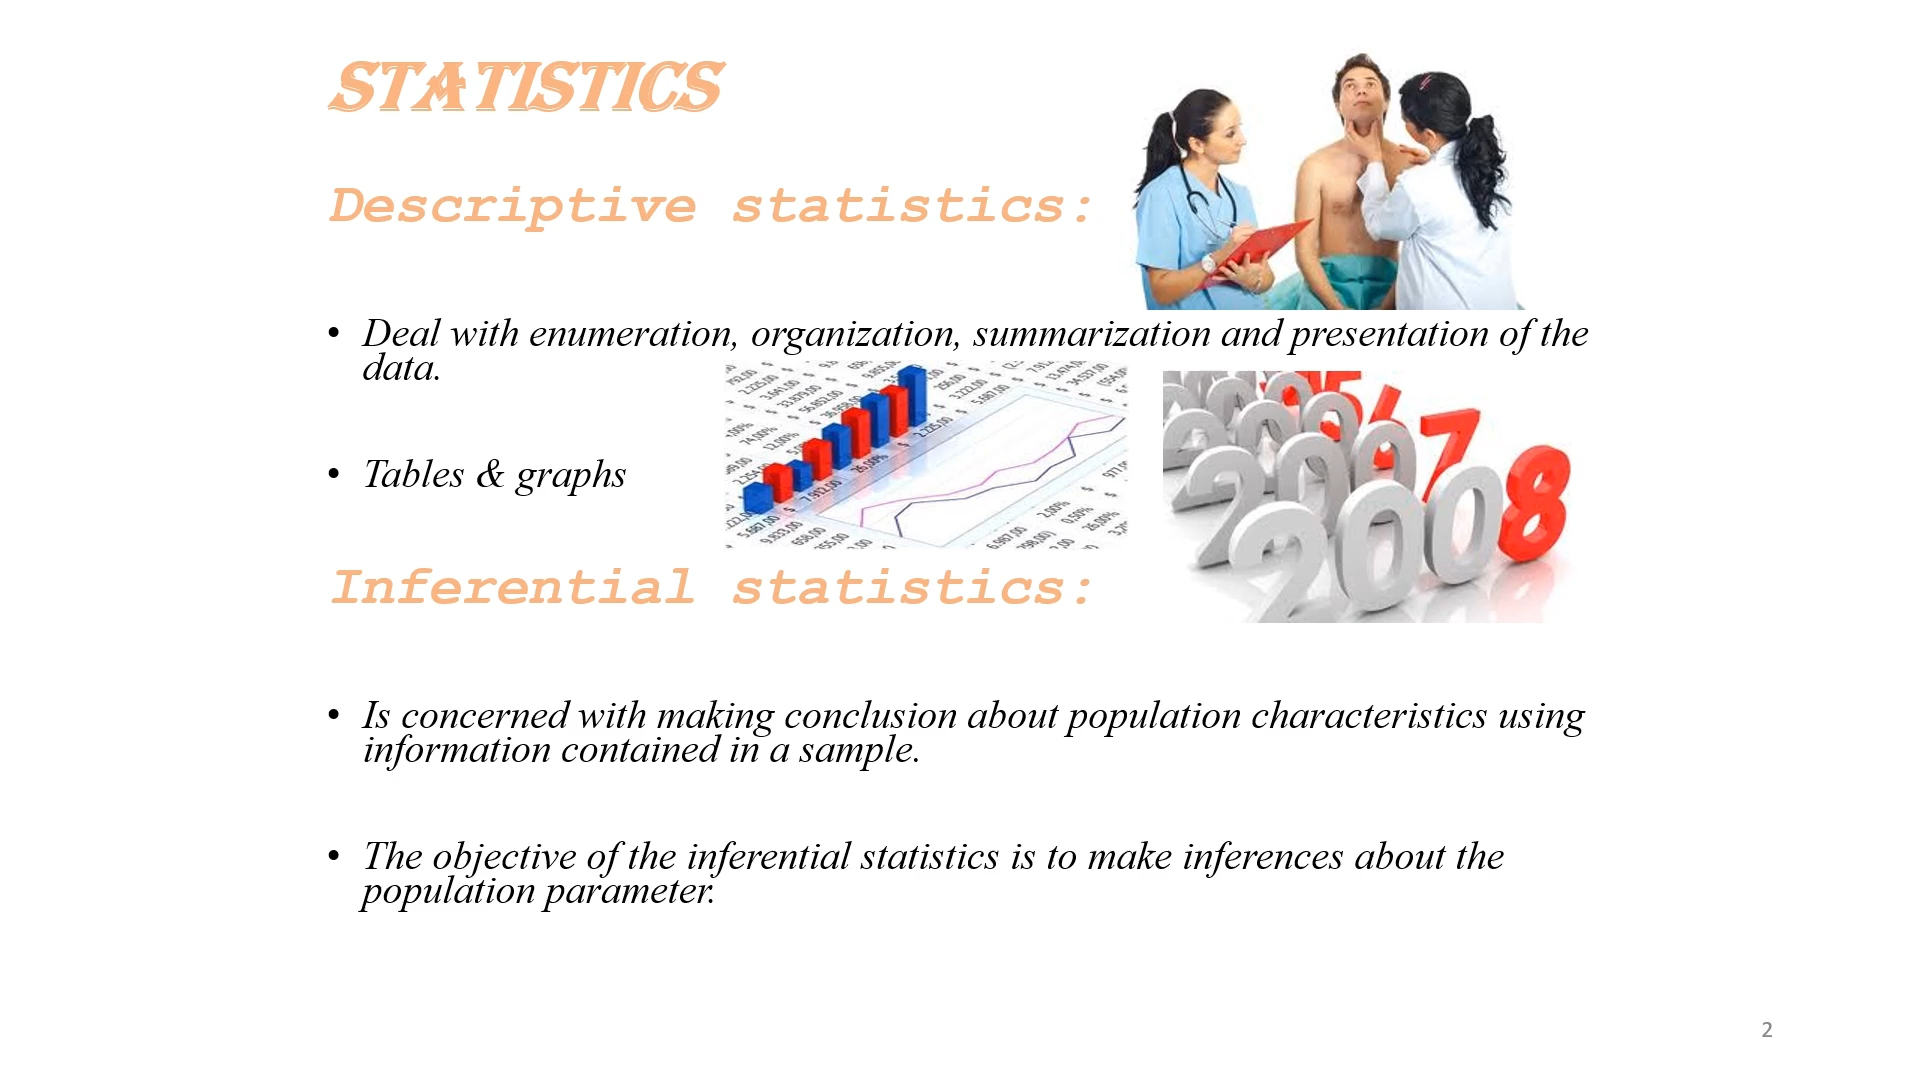 STATISTICS
Descriptive statistics:
• Deal with enumeration, organization, summarization and presentation of the
data.
• Tables & graphs
2008
Inferential statistics:
• Is concerned with making conclusion about population characteristics using
information contained in a sample.
• The objective of the inferential statistics is to make inferences about the
population parameter.
2